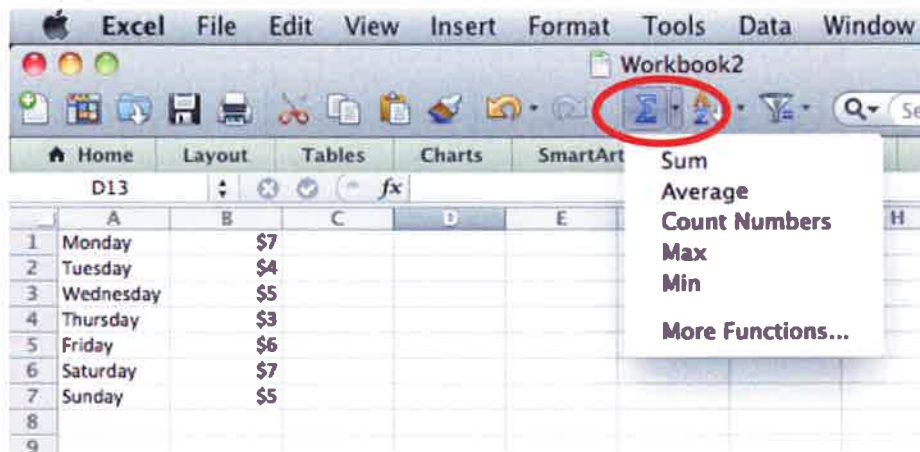 Excel File Edit View Insert Format Tools Data Window
Workbook2
Home Layout Tables Charts SmartArt
Sum
Average
Count Numbers
Max
Min
More Functions...
D13 fx
A B C D E H
1 Monday $7
2 Tuesday $4
3 Wednesday $5
4 Thursday $3
5 Friday $6
6 Saturday $7
7 Sunday $5
8
9